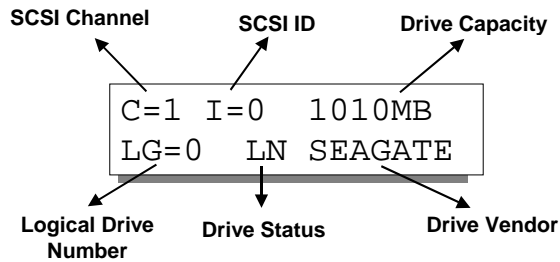 SCSI Channel SCSI ID Drive Capacity
C=1 I=0 1010MB
LG=0 LN SEAGATE
Logical Drive Number Drive Status Drive Vendor